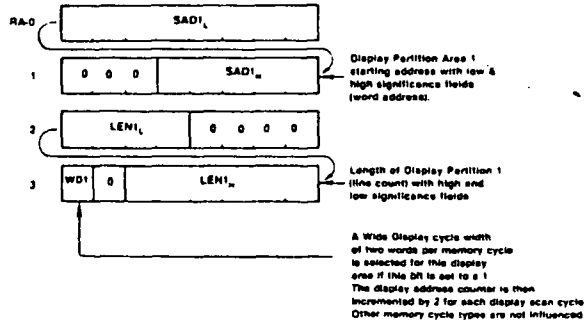 RA-0
SAD1L
1
0 0 0
SAD1H
Display Partition Area 1
starting address with low &
high significance fields
(word address).
2
LEN1L
0 0 0 0
3
WD1
0
LEN1H
Length of Display Partition 1
(line count) with high and
low significance fields
A Wide Display cycle width
of two words per memory cycle
is selected for this display
area if this bit is set to a 1
The display address counter is then
incremented by 2 for each display scan cycle
Other memory cycle types are not influenced